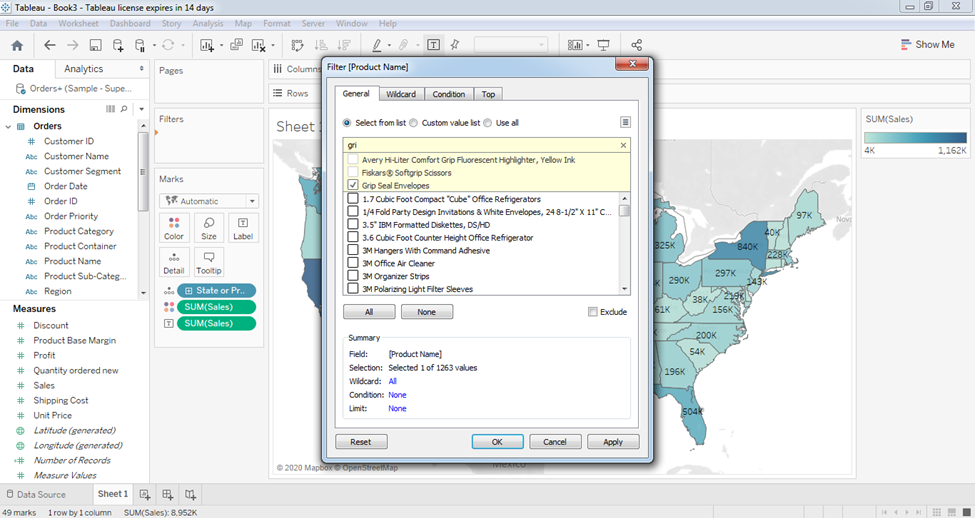 Tableau - Book3 - Tableau license expires in 14 days
File Data Worksheet Dashboard Story Analysis Map Format Server Window Help
Show Me
Data Analytics
Orders+ (Sample - Supe...
Dimensions
Orders
Customer ID
Abc Customer Name
Abc Customer Segment
Order Date
Order ID
Abc Order Priority
Abc Product Category
Abc Product Container
Abc Product Name
Abc Product Sub-Categ...
Abc Region
Measures
Discount
Product Base Margin
Profit
Quantity ordered new
Sales
Shipping Cost
Unit Price
Latitude (generated)
Longitude (generated)
Number of Records
Measure Values
Pages
Filters
Marks
Automatic
Color Size Label
Detail Tooltip
State or Pr..
SUM(Sales)
SUM(Sales)
Columns
Rows
Sheet 1
Filter [Product Name]
General Wildcard Condition Top
Select from list Custom value list Use all
gri
Avery Hi-Liter Comfort Grip Fluorescent Highlighter, Yellow Ink
Fiskars® Softgrip Scissors
Grip Seal Envelopes
1.7 Cubic Foot Compact "Cube" Office Refrigerators
1/4 Fold Party Design Invitations & White Envelopes, 24 8-1/2" X 11" C...
3.5" IBM Formatted Diskettes, DS/HD
3.6 Cubic Foot Counter Height Office Refrigerator
3M Hangers With Command Adhesive
3M Office Air Cleaner
3M Organizer Strips
3M Polarizing Light Filter Sleeves
All None Exclude
Summary
Field: [Product Name]
Selection: Selected 1 of 1263 values
Wildcard: All
Condition: None
Limit: None
Reset OK Cancel Apply
97K
40K
840K
228K
325K
297K
290K
143K
38K
219K
61K
156K
200K
54K
196K
504K
Mexico
© 2020 Mapbox © OpenStreetMap
SUM(Sales)
4K 1,162K
Data Source Sheet 1
49 marks 1 row by 1 column SUM(Sales): 8,952K